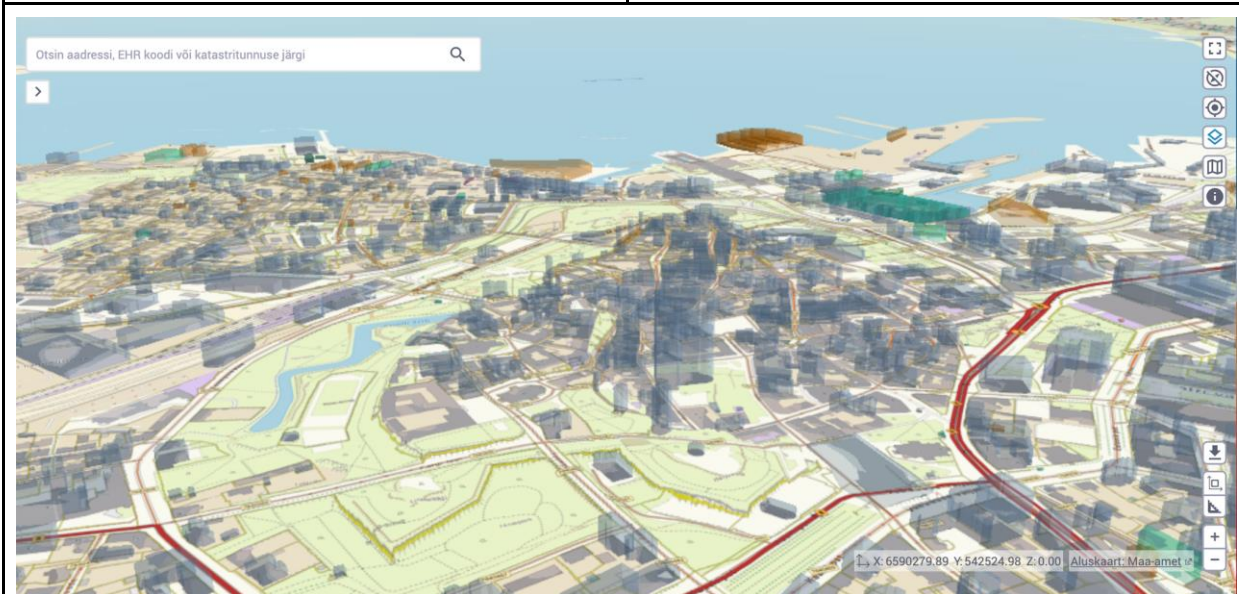 Otsin aadressi, EHR koodi või katastritunnuse järgi
X: 6590279.89 Y: 542524.98 Z: 0.00 Aluskaart: Maa-amet